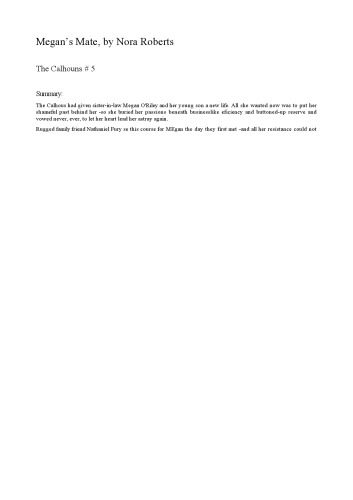 Megan's Mate, by Nora Roberts
The Calhouns # 5
Summary:
The Calhous had given sister-in-law Megan O'Riley and her young son a new life. All she wanted now was to put her
shameful past behind her -so she buried her passions beneath businesslike eficiency and buttoned-up reserve and
vowed never, ever, to let her heart lead her astray again.
Rugged family friend Nathaniel Fury se this course for MEgan the day they first met -and all her resistance could not